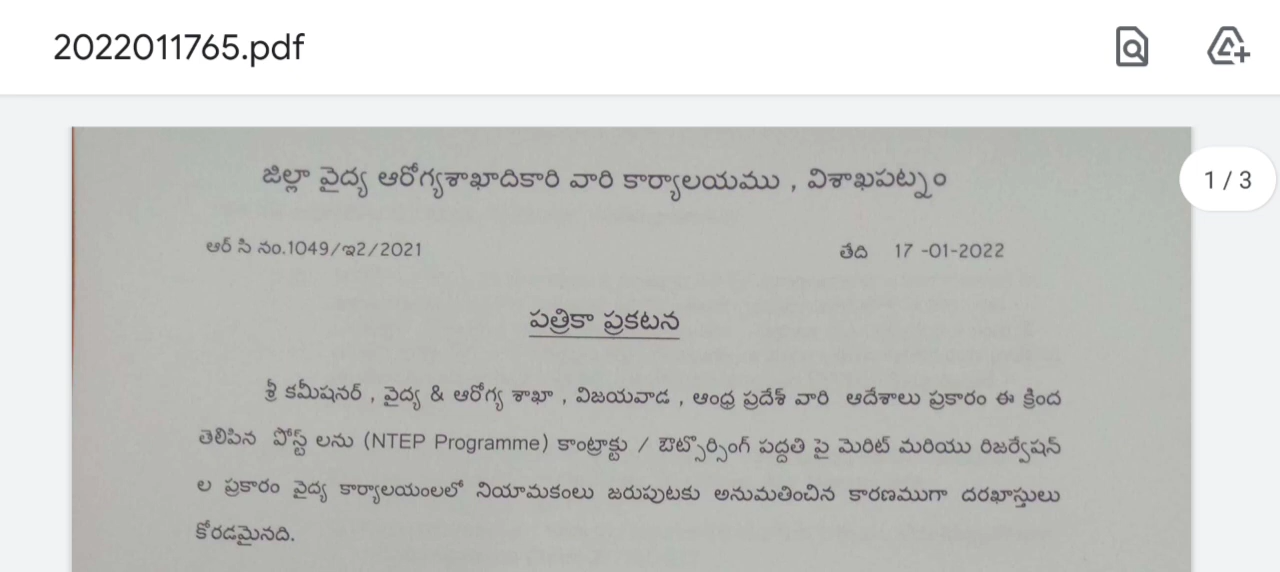 2022011765.pdf
జిల్లా వైద్య ఆరోగ్యశాఖాదికారి వారి కార్యాలయము , విశాఖపట్నం
1 / 3
ఆర్ సి నం.1049/ఇ2/2021 తేది 17 -01-2022
పత్రికా ప్రకటన
శ్రీ కమీషనర్ , వైద్య & ఆరోగ్య శాఖా , విజయవాడ , ఆంధ్ర ప్రదేశ్ వారి ఆదేశాలు ప్రకారం ఈ క్రింద
తెలిపిన పోస్ట్ లను (NTEP Programme) కాంట్రాక్టు / ఔట్సోర్సింగ్ పద్దతి పై మెరిట్ మరియు రిజర్వేషన్
ల ప్రకారం వైద్య కార్యాలయంలలో నియామకంలు జరుపుటకు అనుమతించిన కారణముగా దరఖాస్తులు
కోరడమైనది.